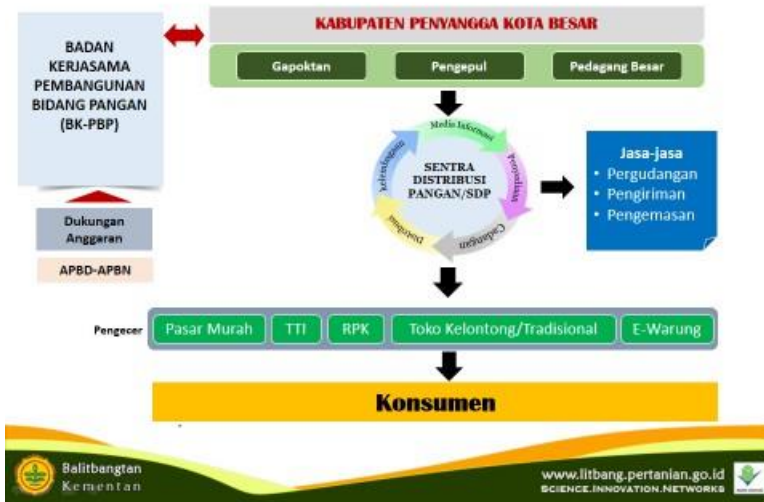 KABUPATEN PENYANGGA KOTA BESAR
Gapoktan
Pengepul
Pedagang Besar
BADAN
KERJASAMA
PEMBANGUNAN
BIDANG PANGAN
(BK-PBP)
Dukungan
Anggaran
APBD-APBN
Media Informasi
Penyediaan
Cadangan
Distribusi
Kelembagaan
SENTRA
DISTRIBUSI
PANGAN/SDP
Jasa-jasa
• Pergudangan
• Pengiriman
• Pengemasan
Pengecer
Pasar Murah
TTI
RPK
Toko Kelontong/Tradisional
E-Warung
Konsumen
Balitbangtan
Kementan
www.litbang.pertanian.go.id
SCIENCE.INNOVATION.NETWORKS